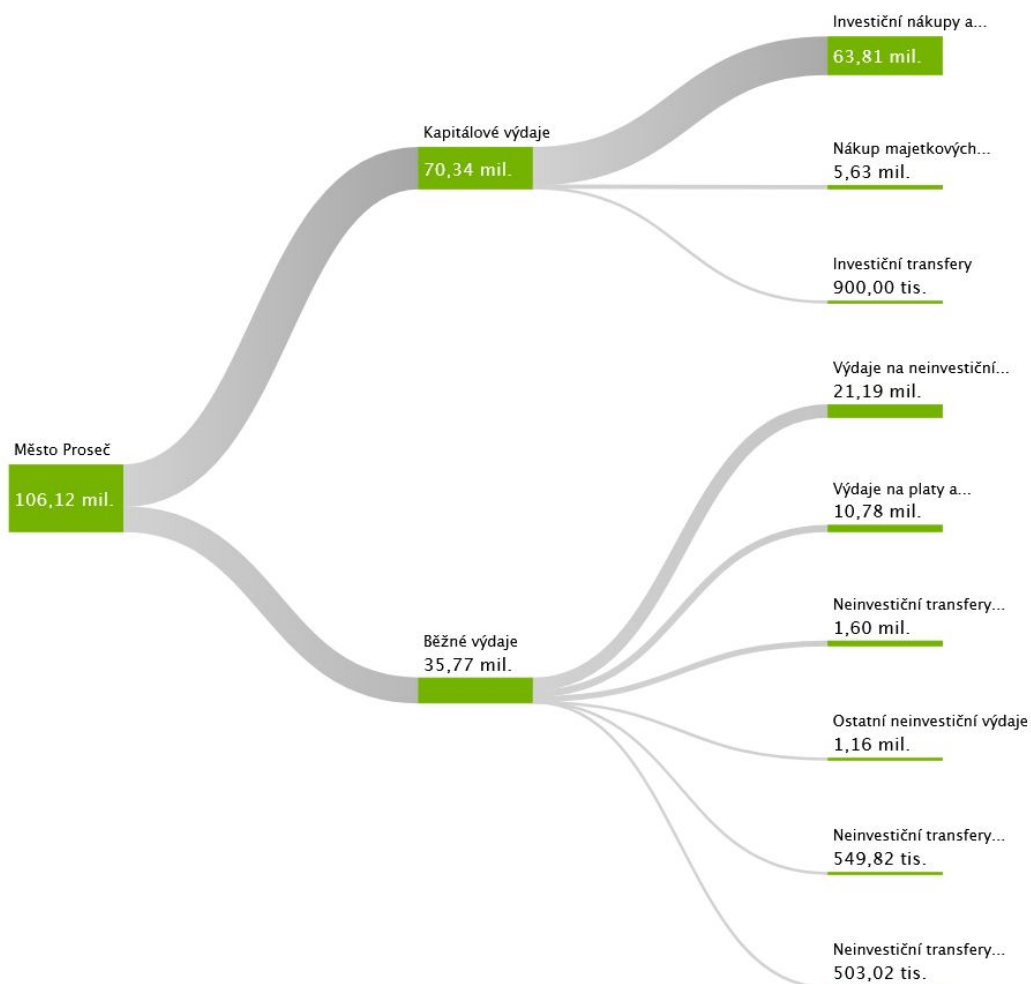 Investiční nákupy a...
63,81 mil.
Kapitálové výdaje
70,34 mil.
Nákup majetkových...
5,63 mil.
Investiční transfery
900,00 tis.
Výdaje na neinvestiční...
21,19 mil.
Město Proseč
106,12 mil.
Výdaje na platy a...
10,78 mil.
Neinvestiční transfery...
1,60 mil.
Běžné výdaje
35,77 mil.
Ostatní neinvestiční výdaje
1,16 mil.
Neinvestiční transfery...
549,82 tis.
Neinvestiční transfery...
503,02 tis.